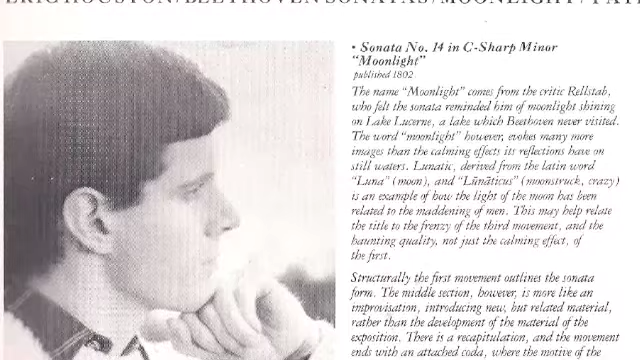 ERIC HOUSTON/BEETHOVEN SONATAS/MOONLIGHT/
• Sonata No. 14 in C-Sharp Minor
"Moonlight"
published 1802
The name "Moonlight" comes from the critic Rellstab,
who felt the sonata reminded him of moonlight shining
on Lake Lucerne, a lake which Beethoven never visited.
The word "moonlight" however, evokes many more
images than the calming effects its reflections have on
still waters. Lunatic, derived from the latin word
"Luna" (moon), and "Lūnāticus" (moonstruck, crazy)
is an example of how the light of the moon has been
related to the maddening of men. This may help relate
the title to the frenzy of the third movement, and the
haunting quality, not just the calming effect, of
the first.
Structurally the first movement outlines the sonata
form. The middle section, however, is more like an
improvisation, introducing new, but related material,
rather than the development of the material of the
exposition. There is a recapitulation, and the movement
ends with an attached coda, where the motive of the